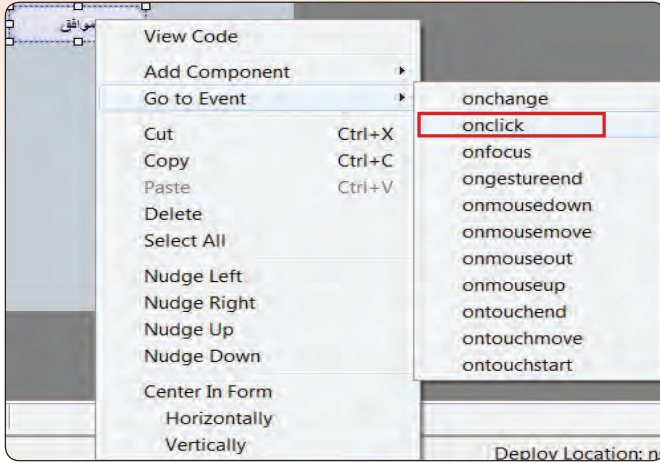 موافق
View Code
Add Component
Go to Event
Cut Ctrl+X
Copy Ctrl+C
Paste Ctrl+V
Delete
Select All
Nudge Left
Nudge Right
Nudge Up
Nudge Down
Center In Form
Horizontally
Vertically
onchange
onclick
onfocus
ongestureend
onmousedown
onmousemove
onmouseout
onmouseup
ontouchend
ontouchmove
ontouchstart
Deploy Location: